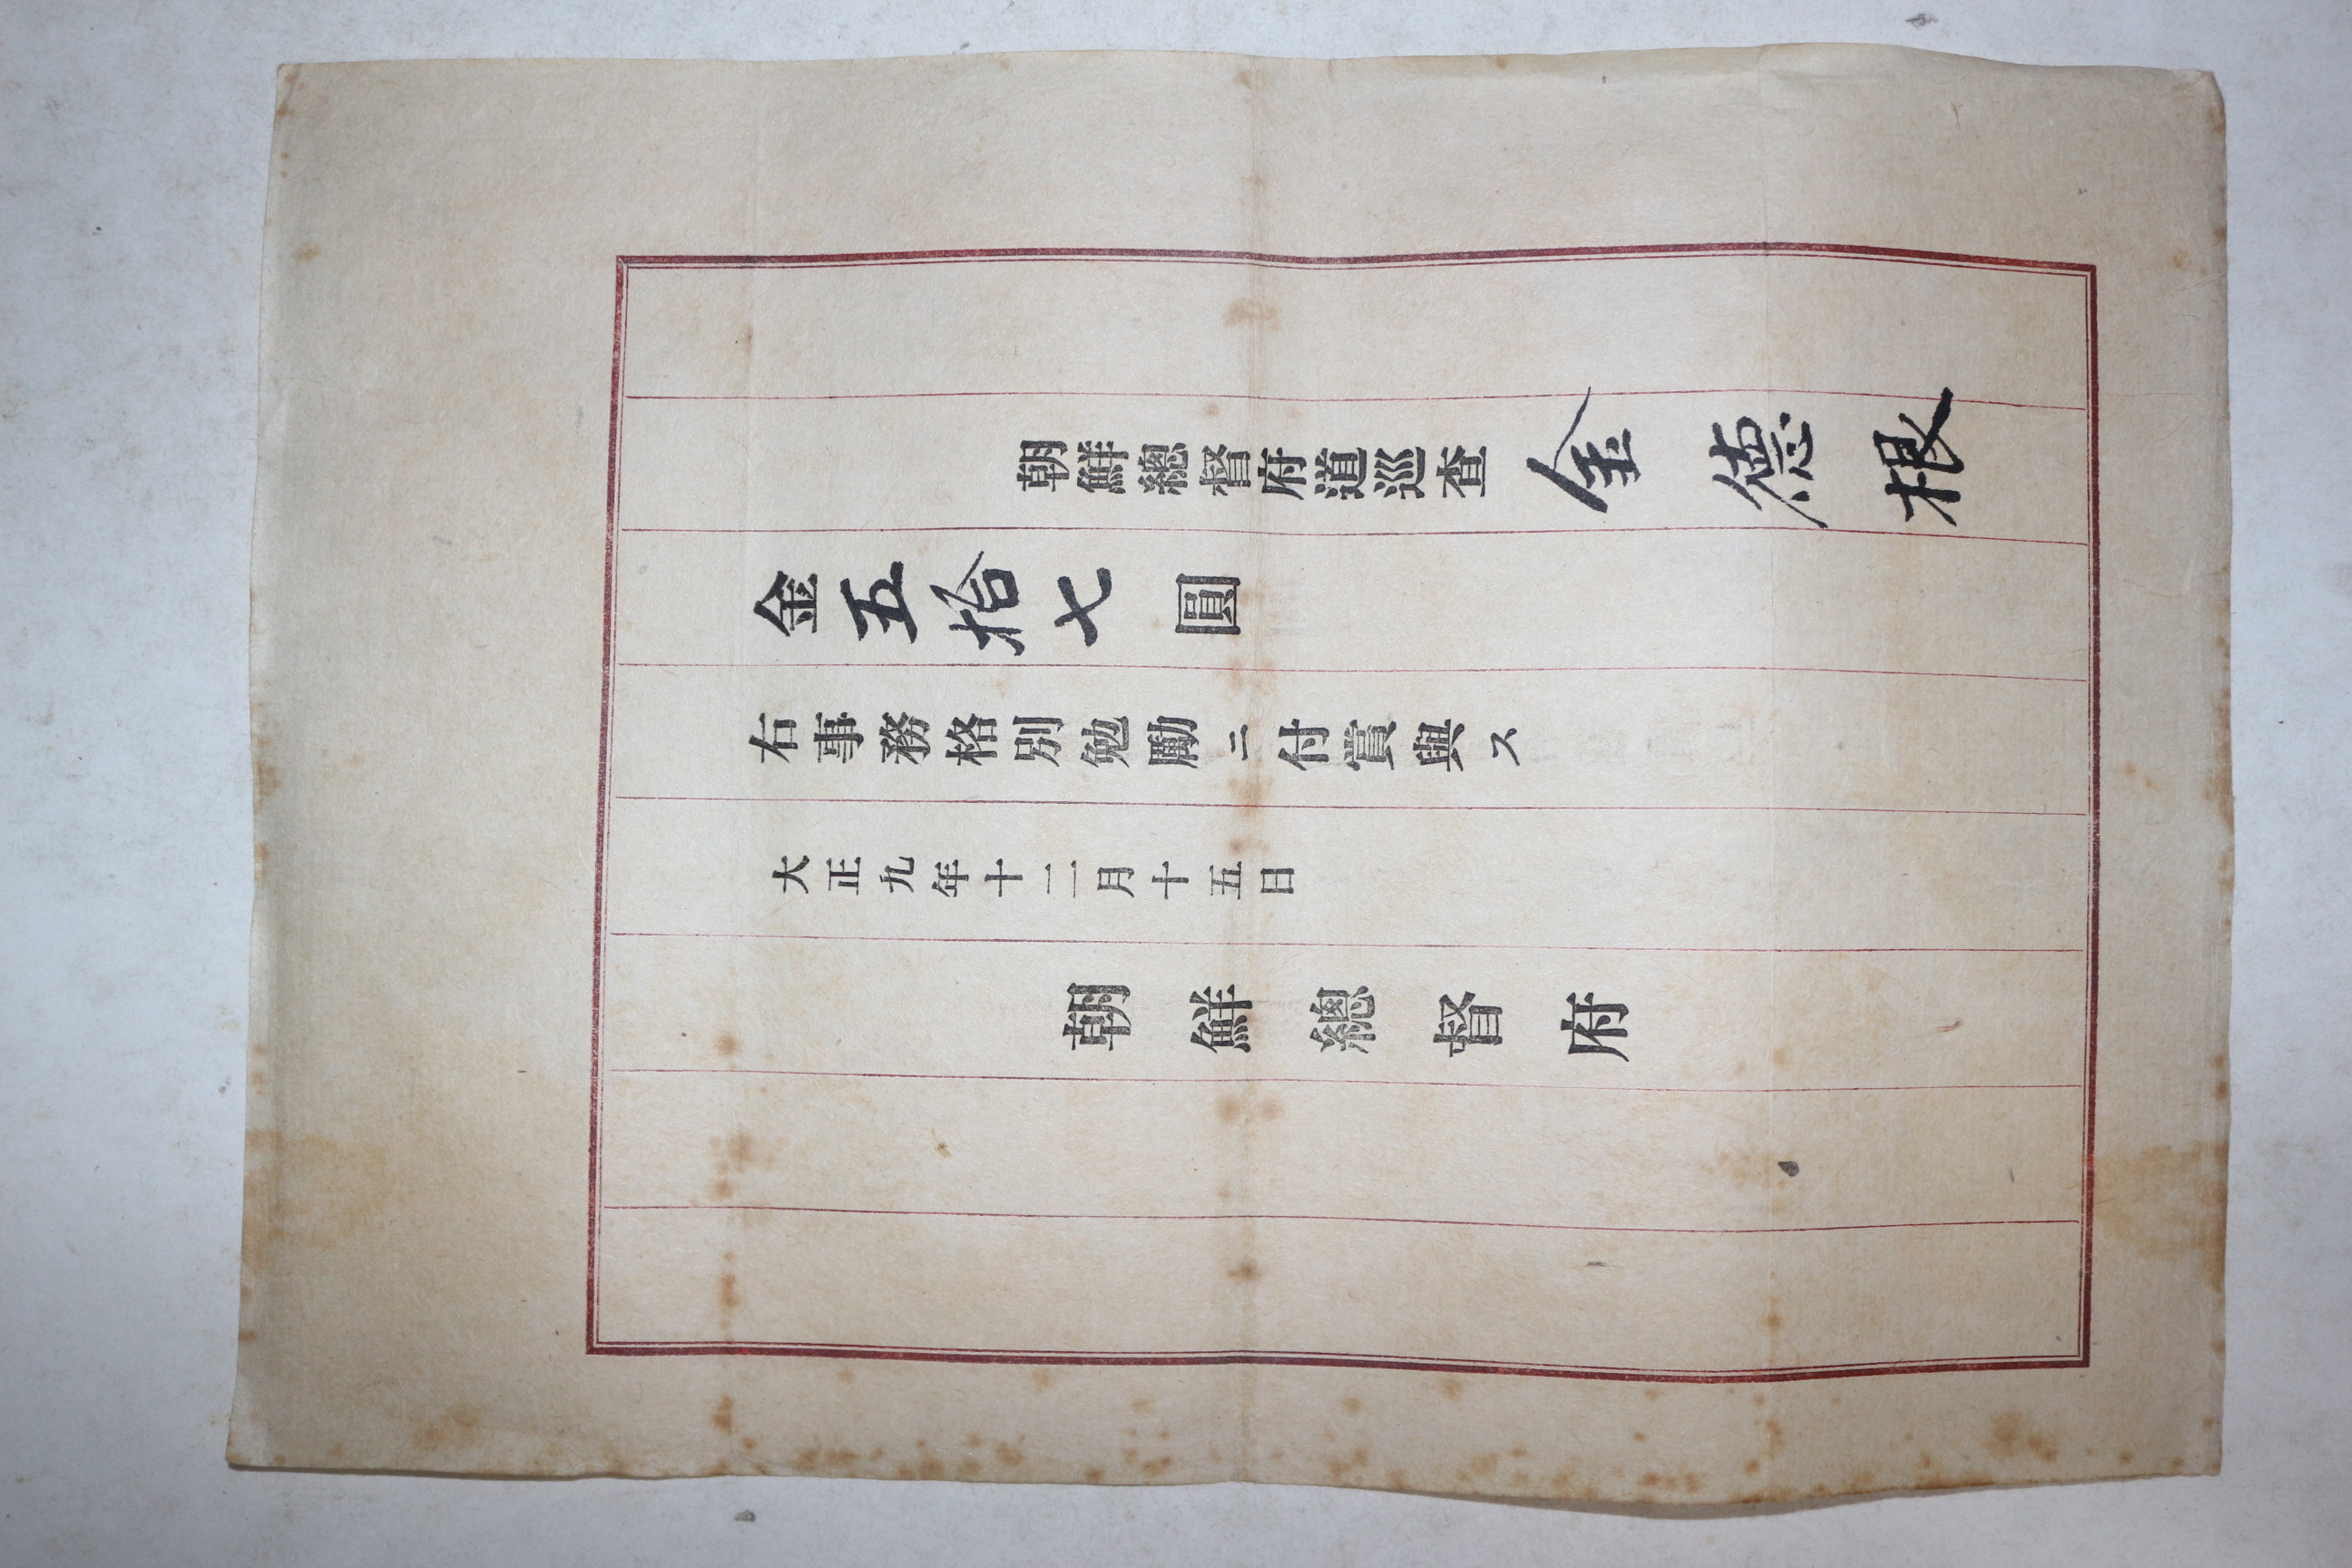 朝鮮總督府道巡査 金德根
金五拾七圓
右事務格別勉勵ニ付賞與ス
大正九年十二月十五日
朝鮮總督府